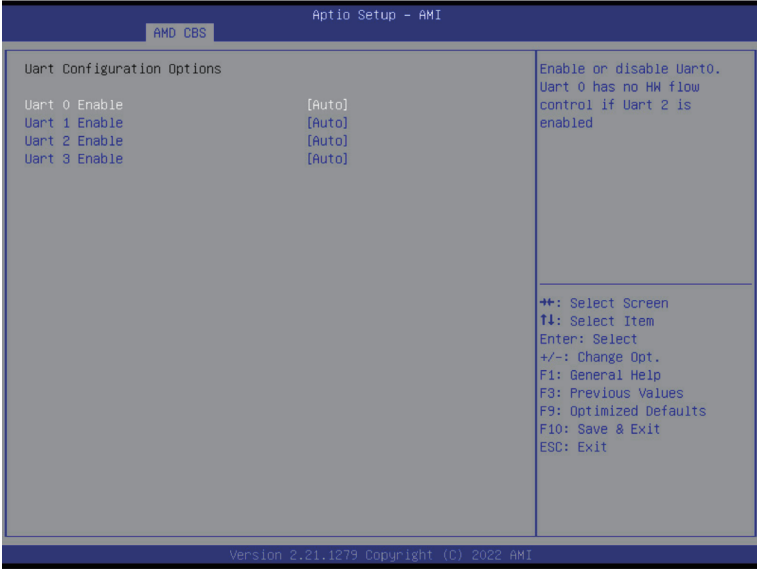 Aptio Setup – AMI
AMD CBS
Uart Configuration Options
Uart 0 Enable [Auto]
Uart 1 Enable [Auto]
Uart 2 Enable [Auto]
Uart 3 Enable [Auto]
Enable or disable Uart0.
Uart 0 has no HW flow
control if Uart 2 is
enabled
→←: Select Screen
↑↓: Select Item
Enter: Select
+/-: Change Opt.
F1: General Help
F3: Previous Values
F9: Optimized Defaults
F10: Save & Exit
ESC: Exit
Version 2.21.1279 Copyright (C) 2022 AMI